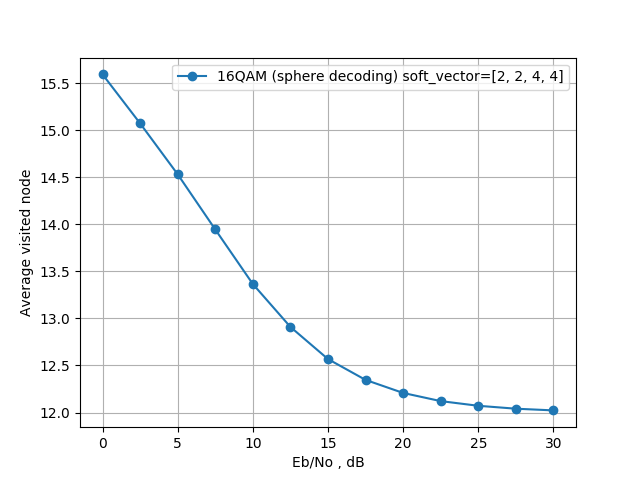 16QAM (sphere decoding) soft_vector=[2, 2, 4, 4]
Average visited node
15.5
15.0
14.5
14.0
13.5
13.0
12.5
12.0
0 5 10 15 20 25 30
Eb/No , dB